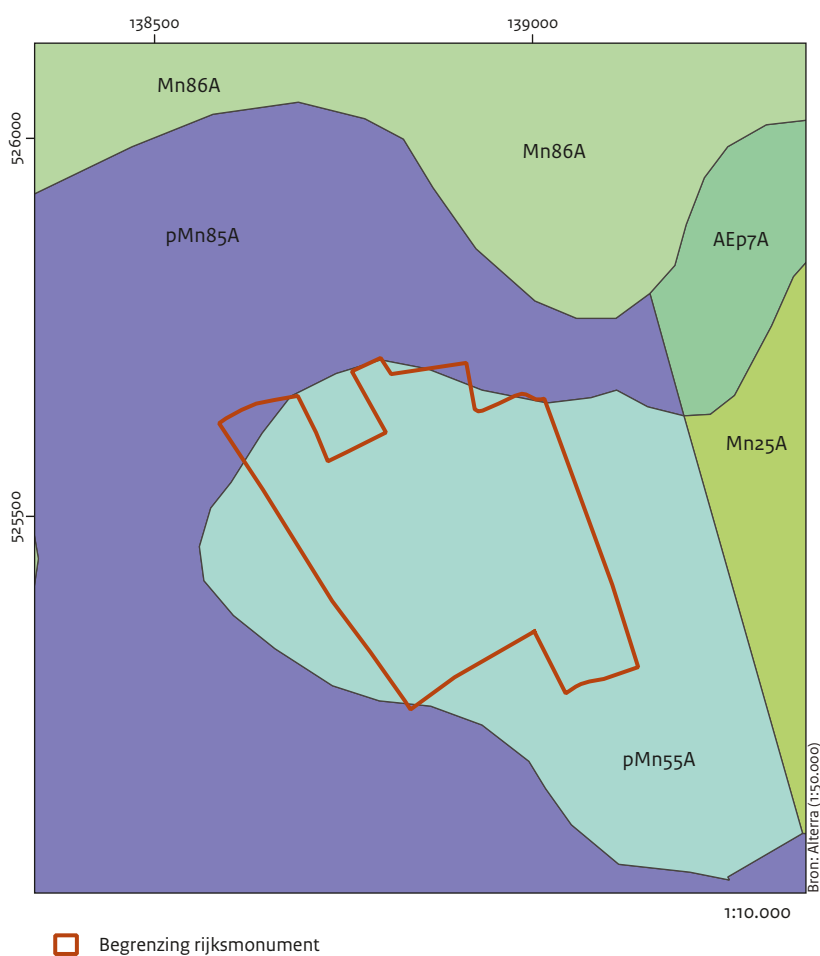 138500
139000
Mn86A
526000
Mn86A
pMn85A
AEp7A
Mn25A
525500
pMn55A
Bron: Alterra (1:50.000)
1:10.000
Begrenzing rijksmonument